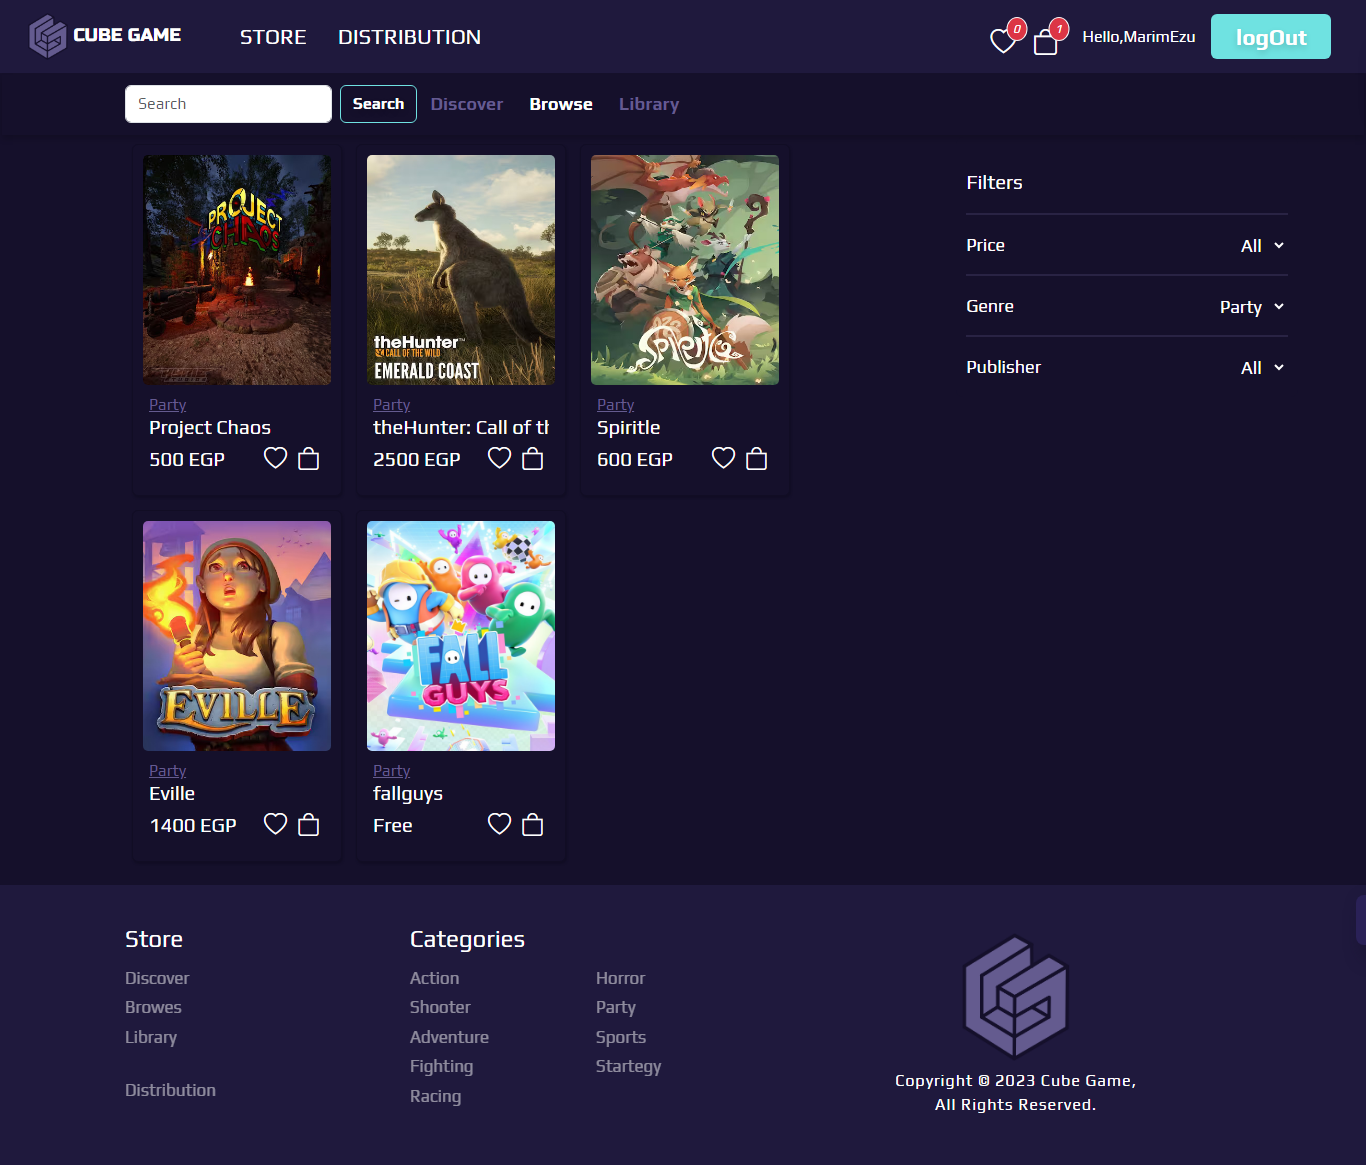 CUBE GAME
STORE
DISTRIBUTION
0
1
Hello,MarimEzu
logOut
Search
Search
Discover
Browse
Library
PROJECT
CHAOS
theHunter™
CALL OF THE WILD
EMERALD COAST
Spiritle
Party
Project Chaos
500 EGP
Party
theHunter: Call of th
2500 EGP
Party
Spiritle
600 EGP
Filters
Price
All
Genre
Party
Publisher
All
EVILLE
FALL
GUYS
Party
Eville
1400 EGP
Party
fallguys
Free
Store
Discover
Browes
Library
Distribution
Categories
Action
Shooter
Adventure
Fighting
Racing
Horror
Party
Sports
Startegy
Copyright © 2023 Cube Game,
All Rights Reserved.